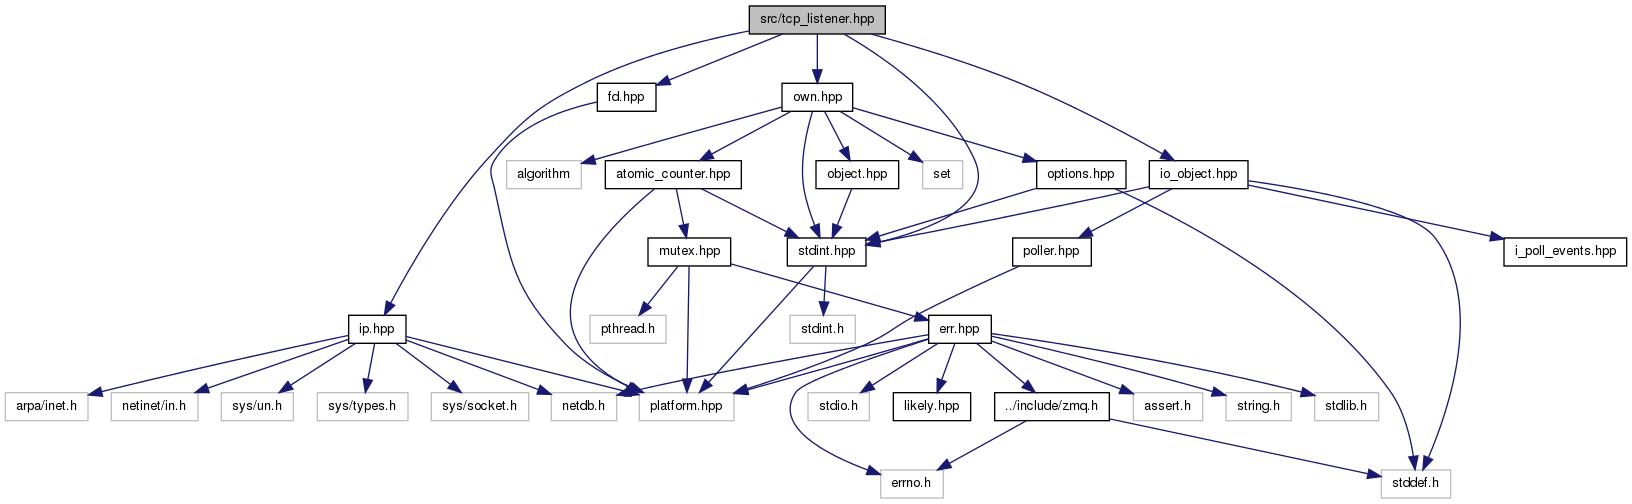 src/tcp_listener.hpp
fd.hpp
own.hpp
algorithm
atomic_counter.hpp
object.hpp
set
options.hpp
io_object.hpp
mutex.hpp
stdint.hpp
poller.hpp
i_poll_events.hpp
ip.hpp
pthread.h
stdint.h
err.hpp
arpa/inet.h
netinet/in.h
sys/un.h
sys/types.h
sys/socket.h
netdb.h
platform.hpp
stdio.h
likely.hpp
../include/zmq.h
assert.h
string.h
stdlib.h
errno.h
stddef.h